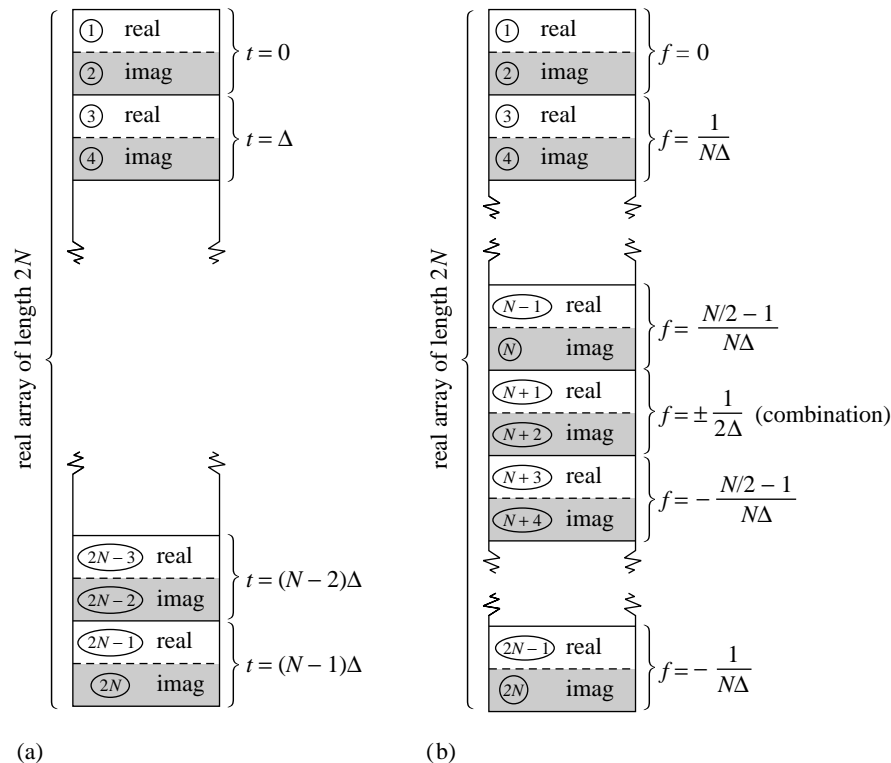 real array of length 2N
1 real
2 imag
t = 0
3 real
4 imag
t = Δ
2N − 3 real
2N − 2 imag
t = (N − 2)Δ
2N − 1 real
2N imag
t = (N − 1)Δ
(a)
real array of length 2N
1 real
2 imag
f = 0
3 real
4 imag
f = 1/NΔ
N − 1 real
N imag
f = N/2 − 1/NΔ
N + 1 real
N + 2 imag
f = ± 1/2Δ (combination)
N + 3 real
N + 4 imag
f = − N/2 − 1/NΔ
2N − 1 real
2N imag
f = − 1/NΔ
(b)